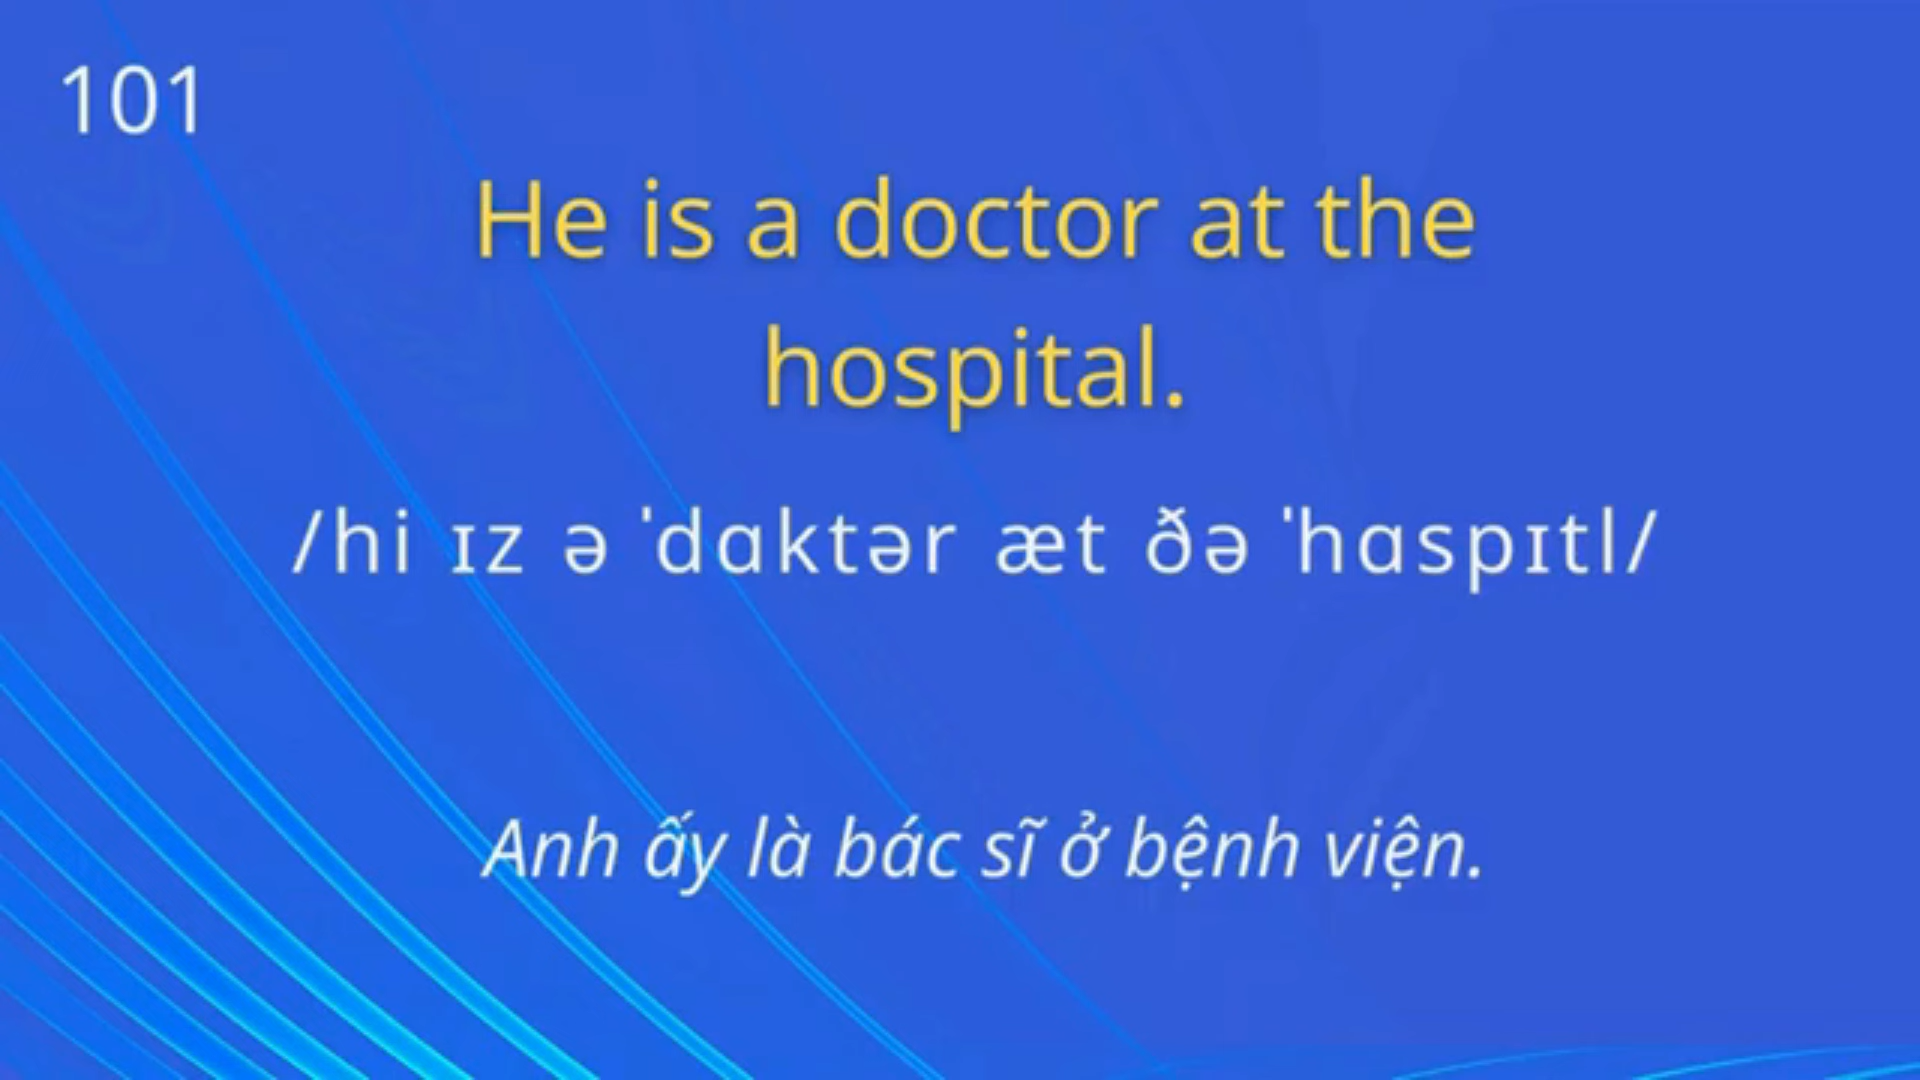 101
He is a doctor at the
hospital.
/hi ɪz ə ˈdɑktər æt ðə ˈhɑspɪtl/
Anh ấy là bác sĩ ở bệnh viện.